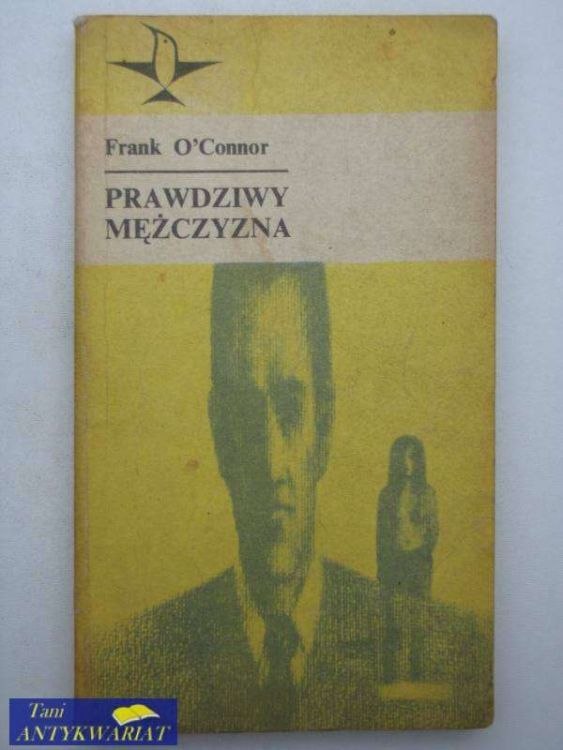 Frank O'Connor
PRAWDZIWY
MĘŻCZYZNA
Tani
ANTYKWARIAT